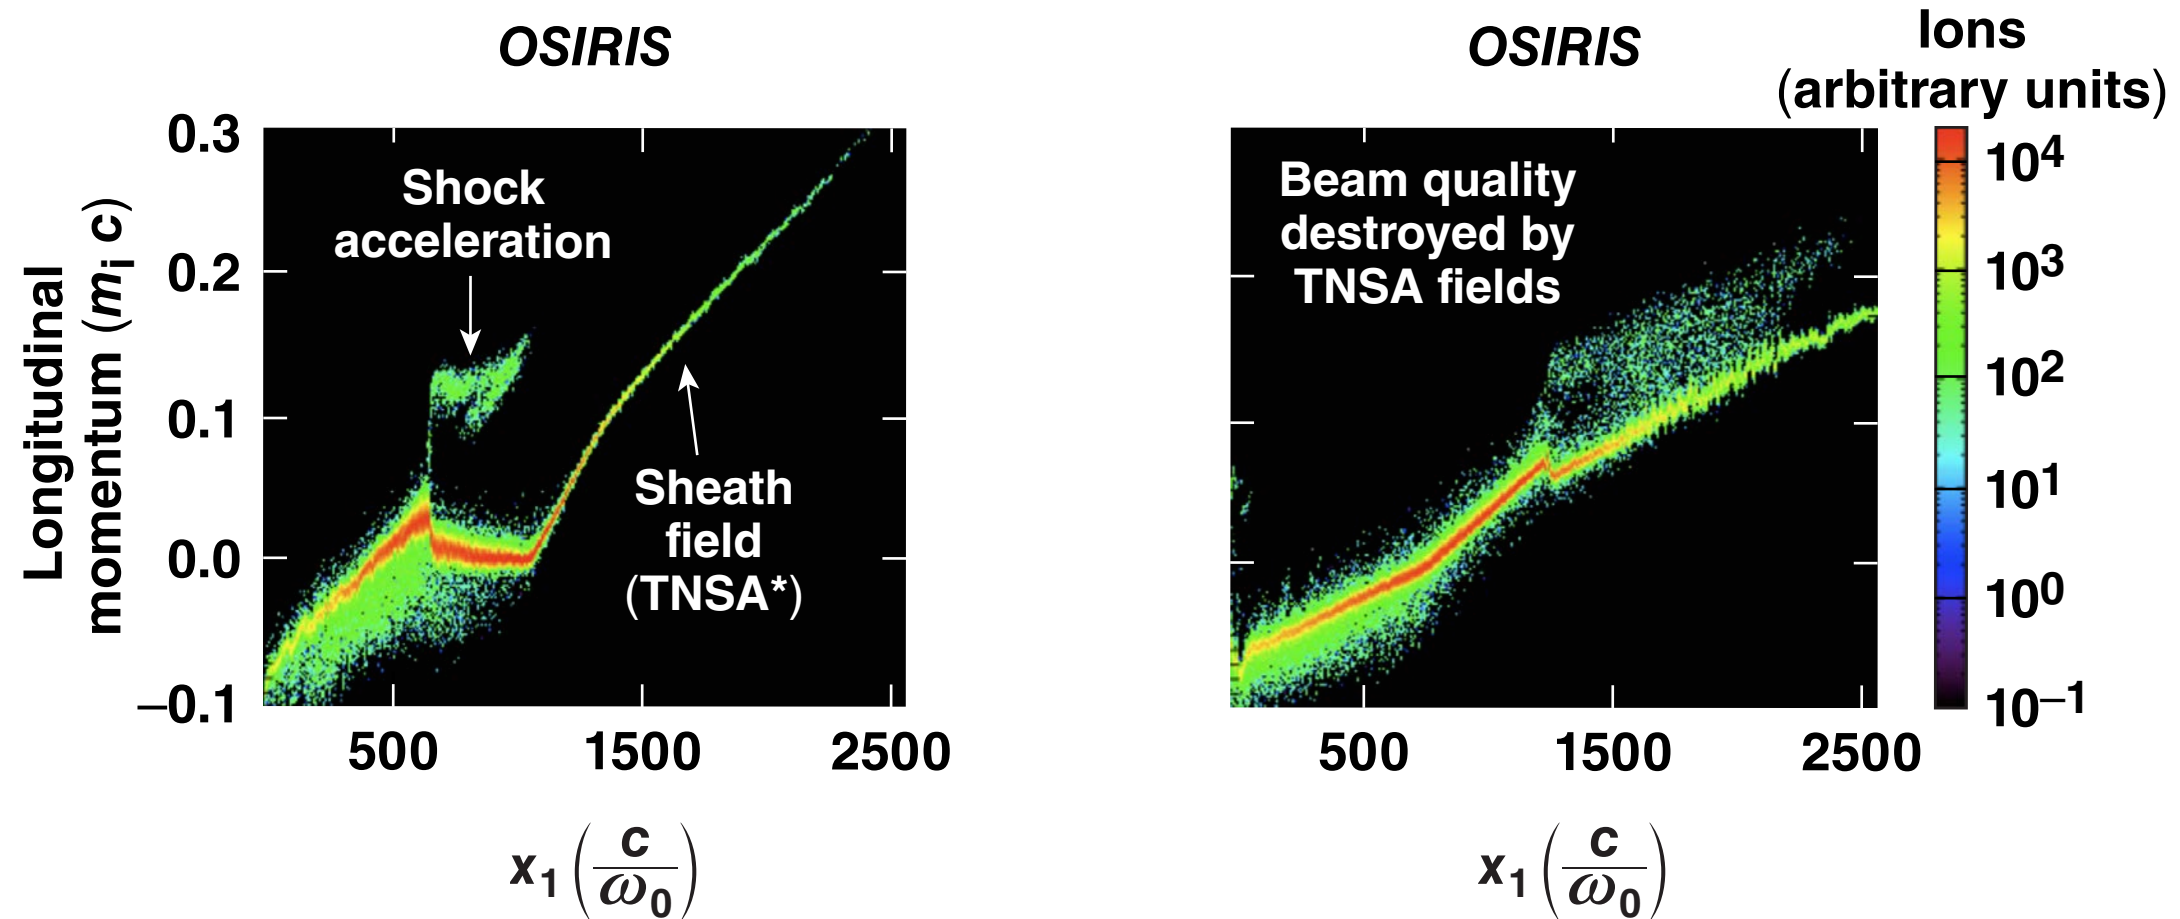 OSIRIS
Longitudinal
momentum (mᵢ c)
0.3
0.2
0.1
0.0
–0.1
Shock
acceleration
Sheath
field
(TNSA*)
500 1500 2500
x₁ (c/ω₀)
OSIRIS
Beam quality
destroyed by
TNSA fields
500 1500 2500
x₁ (c/ω₀)
Ions
(arbitrary units)
10⁴
10³
10²
10¹
10⁰
10⁻¹